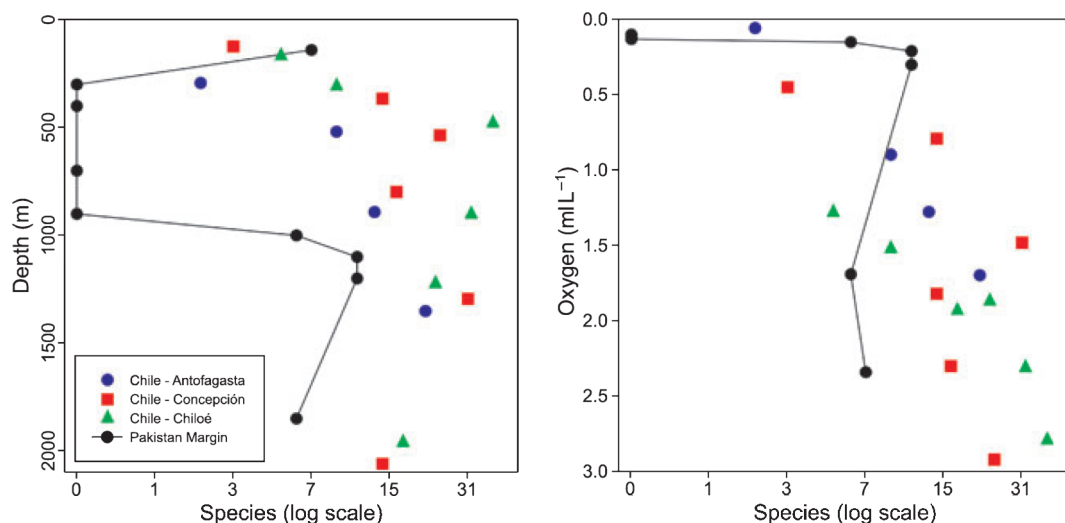 0
500
1000
1500
2000
Depth (m)
Chile - Antofagasta
Chile - Concepción
Chile - Chiloé
Pakistan Margin
0 1 3 7 15 31
Species (log scale)
0.0
0.5
1.0
1.5
2.0
2.5
3.0
Oxygen (ml L⁻¹)
0 1 3 7 15 31
Species (log scale)